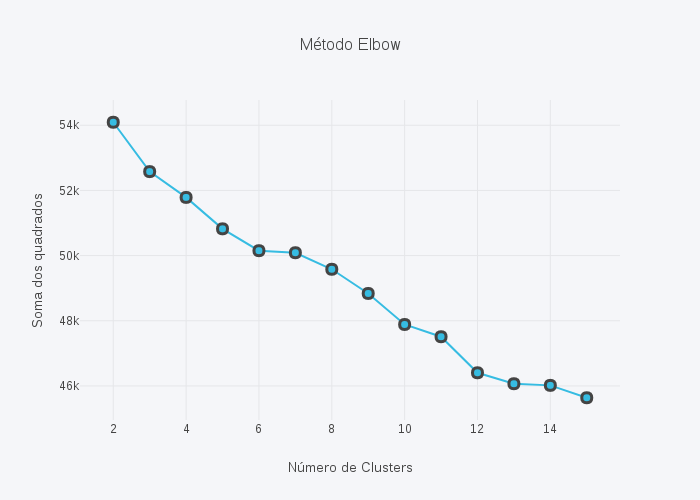 Método Elbow
Soma dos quadrados
54k
52k
50k
48k
46k
2 4 6 8 10 12 14
Número de Clusters